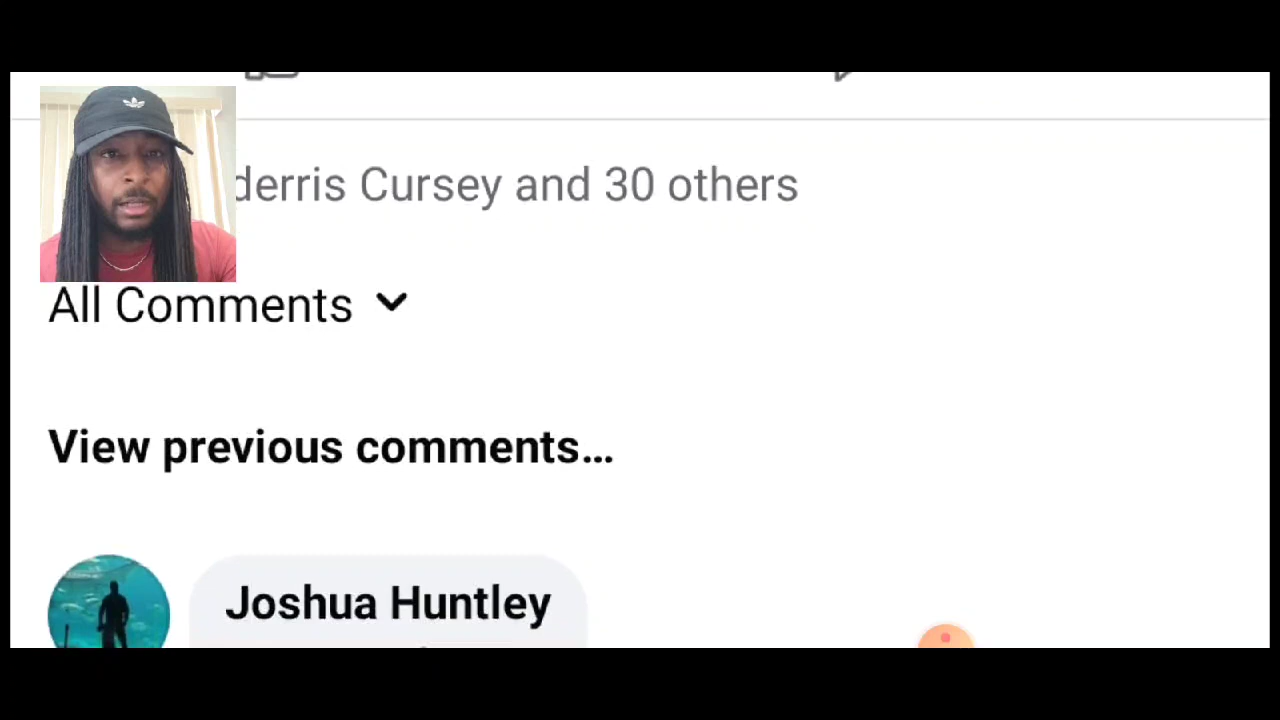 derris Cursey and 30 others
All Comments
View previous comments...
Joshua Huntley